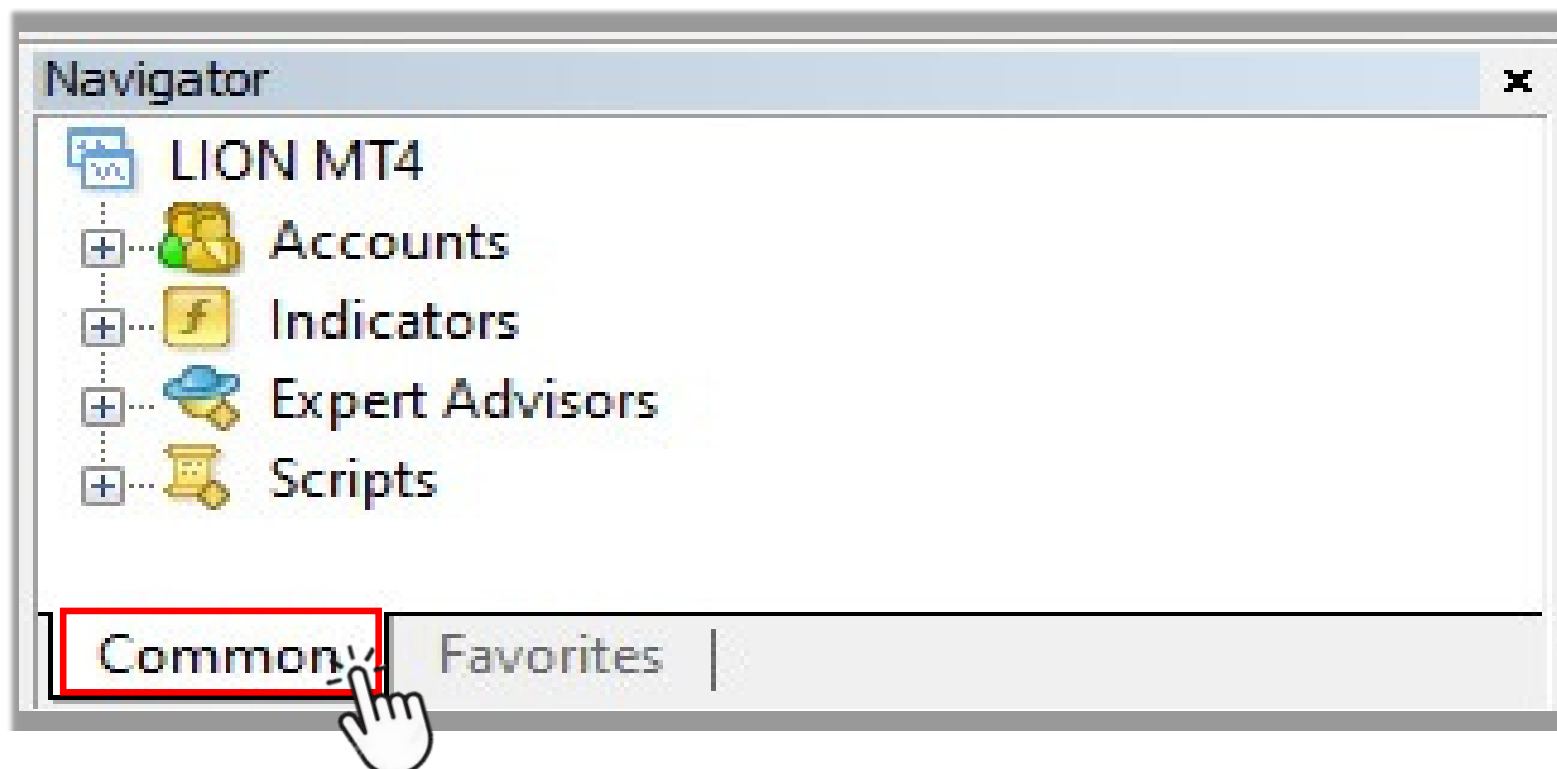 Navigator
LION MT4
Accounts
Indicators
Expert Advisors
Scripts
Common Favorites